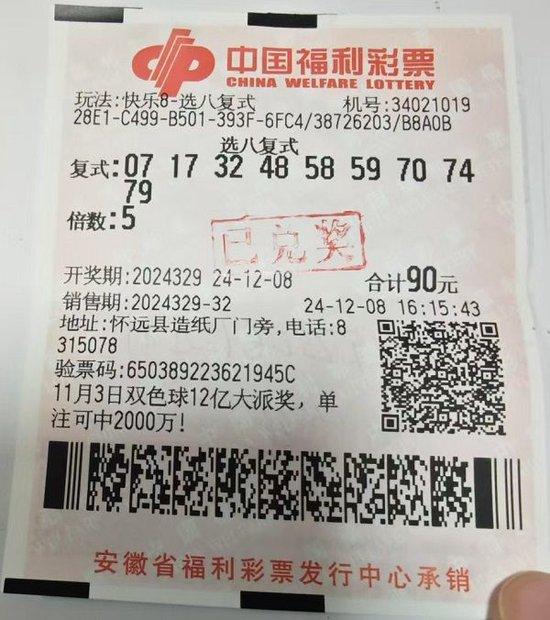 中国福利彩票
CHINA WELFARE LOTTERY
玩法:快乐8-选八复式 机号:34021019
28E1-C499-B501-393F-6FC4/38726203/B8A0B
选八复式
复式:07 17 32 48 58 59 70 74
79
倍数:5
已兑奖
开奖期:2024329 24-12-08 合计90元
销售期:2024329-32 24-12-08 16:15:43
地址:怀远县造纸厂门旁,电话:8
315078
验票码:650389223621945C
11月3日双色球12亿大派奖，单
注可中2000万!
安徽省福利彩票发行中心承销